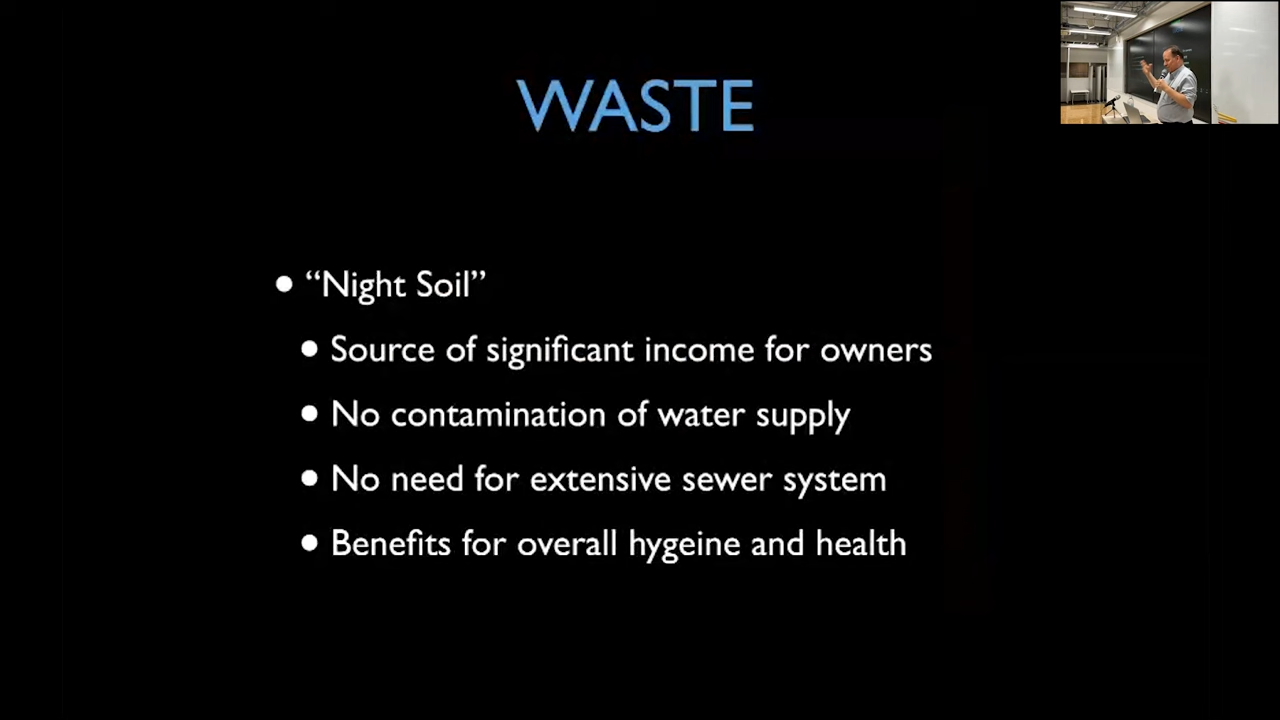 WASTE
• “Night Soil”
• Source of significant income for owners
• No contamination of water supply
• No need for extensive sewer system
• Benefits for overall hygeine and health